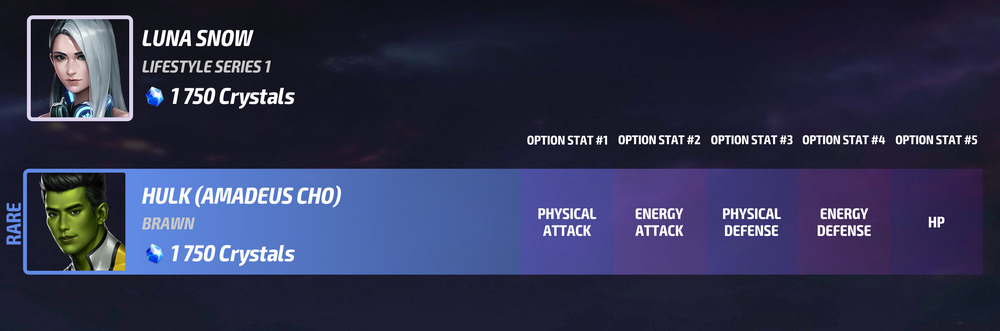 LUNA SNOW
LIFESTYLE SERIES 1
1 750 Crystals
OPTION STAT #1 OPTION STAT #2 OPTION STAT #3 OPTION STAT #4 OPTION STAT #5
RARE
HULK (AMADEUS CHO)
BRAWN
1 750 Crystals
PHYSICAL
ATTACK
ENERGY
ATTACK
PHYSICAL
DEFENSE
ENERGY
DEFENSE
HP